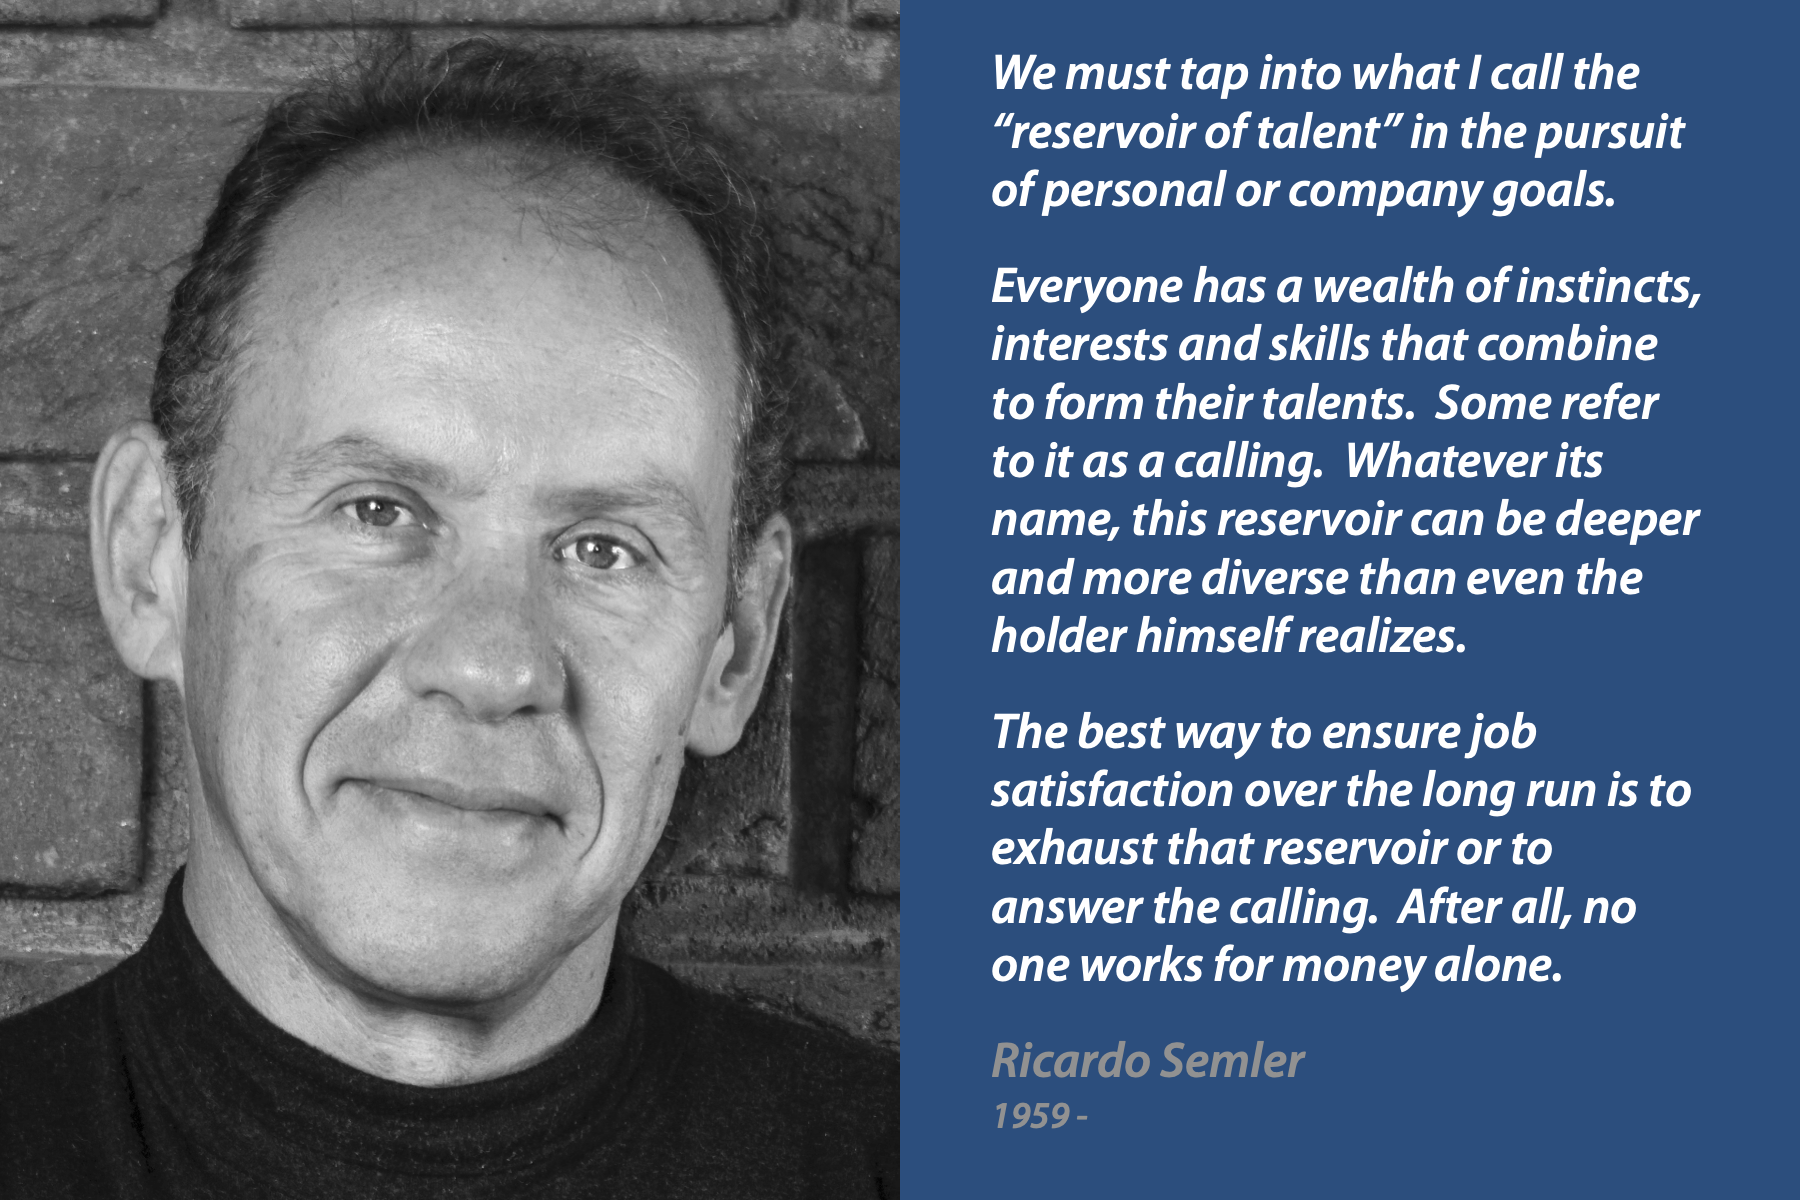 We must tap into what I call the
“reservoir of talent” in the pursuit
of personal or company goals.
Everyone has a wealth of instincts,
interests and skills that combine
to form their talents.  Some refer
to it as a calling.  Whatever its
name, this reservoir can be deeper
and more diverse than even the
holder himself realizes.
The best way to ensure job
satisfaction over the long run is to
exhaust that reservoir or to
answer the calling.  After all, no
one works for money alone.
Ricardo Semler
1959 -